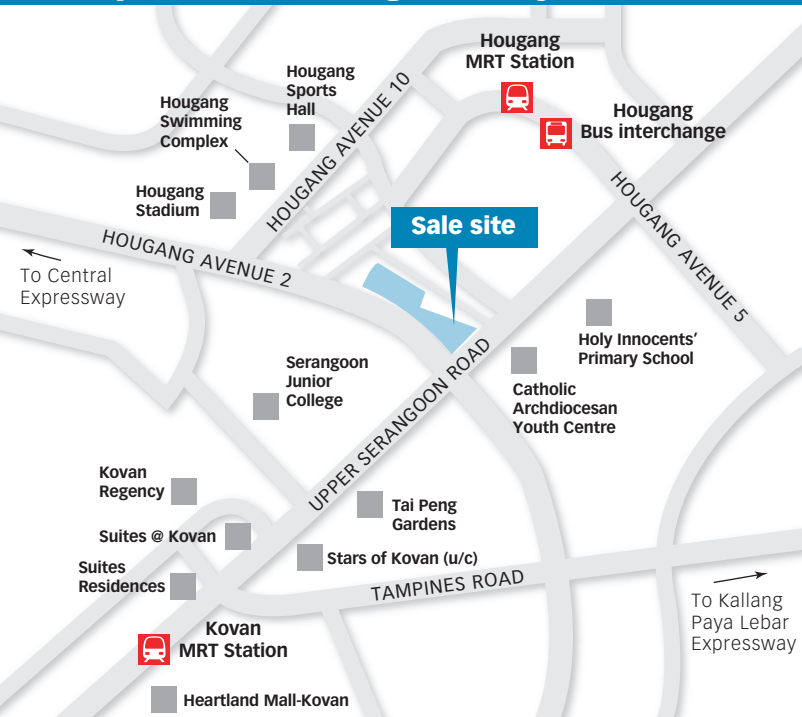 Hougang
MRT Station
Hougang
Bus interchange
Hougang
Sports
Hall
Hougang
Swimming
Complex
Hougang
Stadium
HOUGANG AVENUE 10
HOUGANG AVENUE 2
HOUGANG AVENUE 5
Sale site
To Central
Expressway
Holy Innocents'
Primary School
Serangoon
Junior
College
Catholic
Archdiocesan
Youth Centre
UPPER SERANGOON ROAD
Kovan
Regency
Tai Peng
Gardens
Suites @ Kovan
Stars of Kovan (u/c)
Suites
Residences
TAMPINES ROAD
To Kallang
Paya Lebar
Expressway
Kovan
MRT Station
Heartland Mall-Kovan